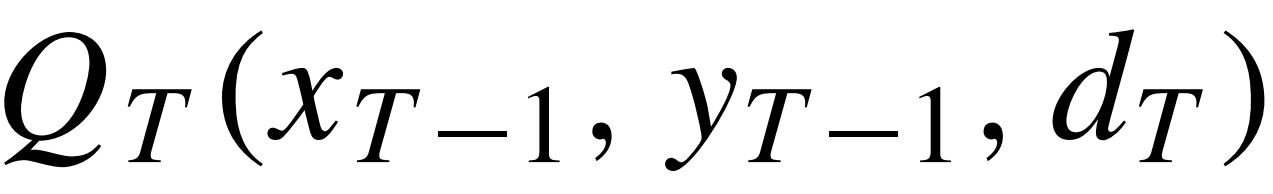 Q_T(x_{T-1}, y_{T-1}, d_T)